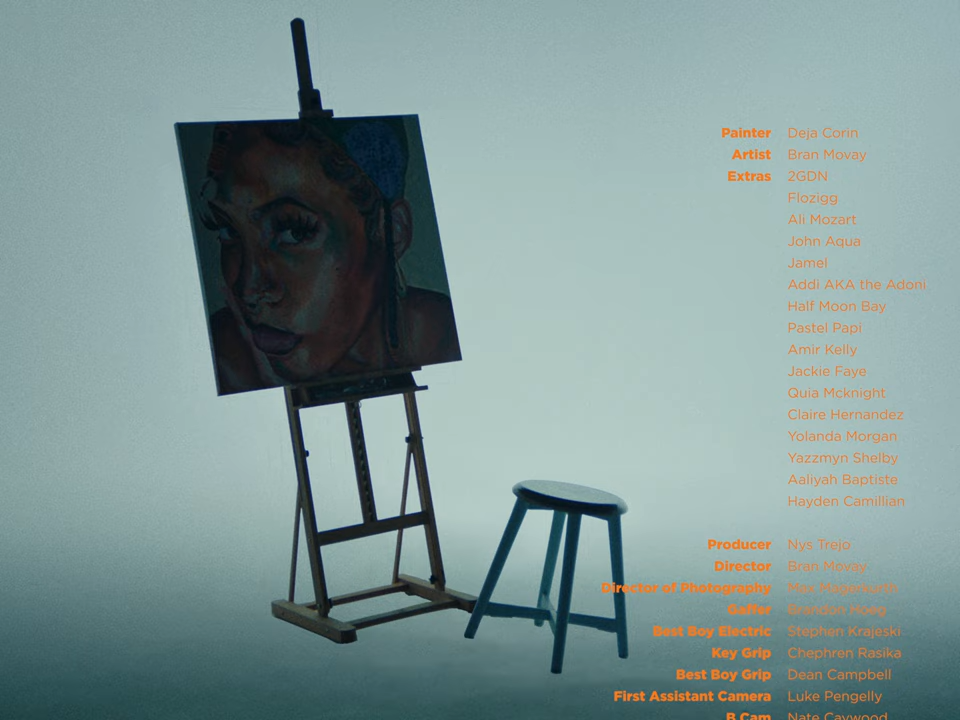 Painter Deja Corin
Artist Bran Movay
Extras 2GDN
Flozigg
Ali Mozart
John Aqua
Jamel
Addi AKA the Adoni
Half Moon Bay
Pastel Papi
Amir Kelly
Jackie Faye
Quia Mcknight
Claire Hernandez
Yolanda Morgan
Yazzmyn Shelby
Aaliyah Baptiste
Hayden Camillian
Producer Nys Trejo
Director Bran Movay
Director of Photography Max
Gaffer Brandon Hoeg
Best Boy Electric Stephen Krajeski
Key Grip Chephren Rasika
Best Boy Grip Dean Campbell
First Assistant Camera Luke Pengelly
B Cam Nate Caywood